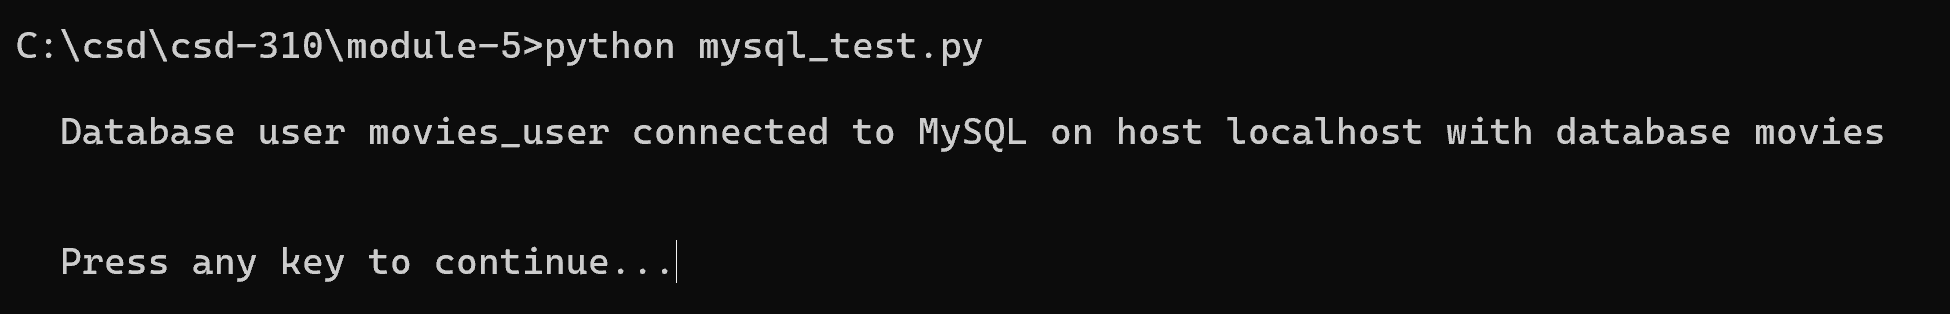 C:\csd\csd-310\module-5>python mysql_test.py
Database user movies_user connected to MySQL on host localhost with database movies
Press any key to continue...